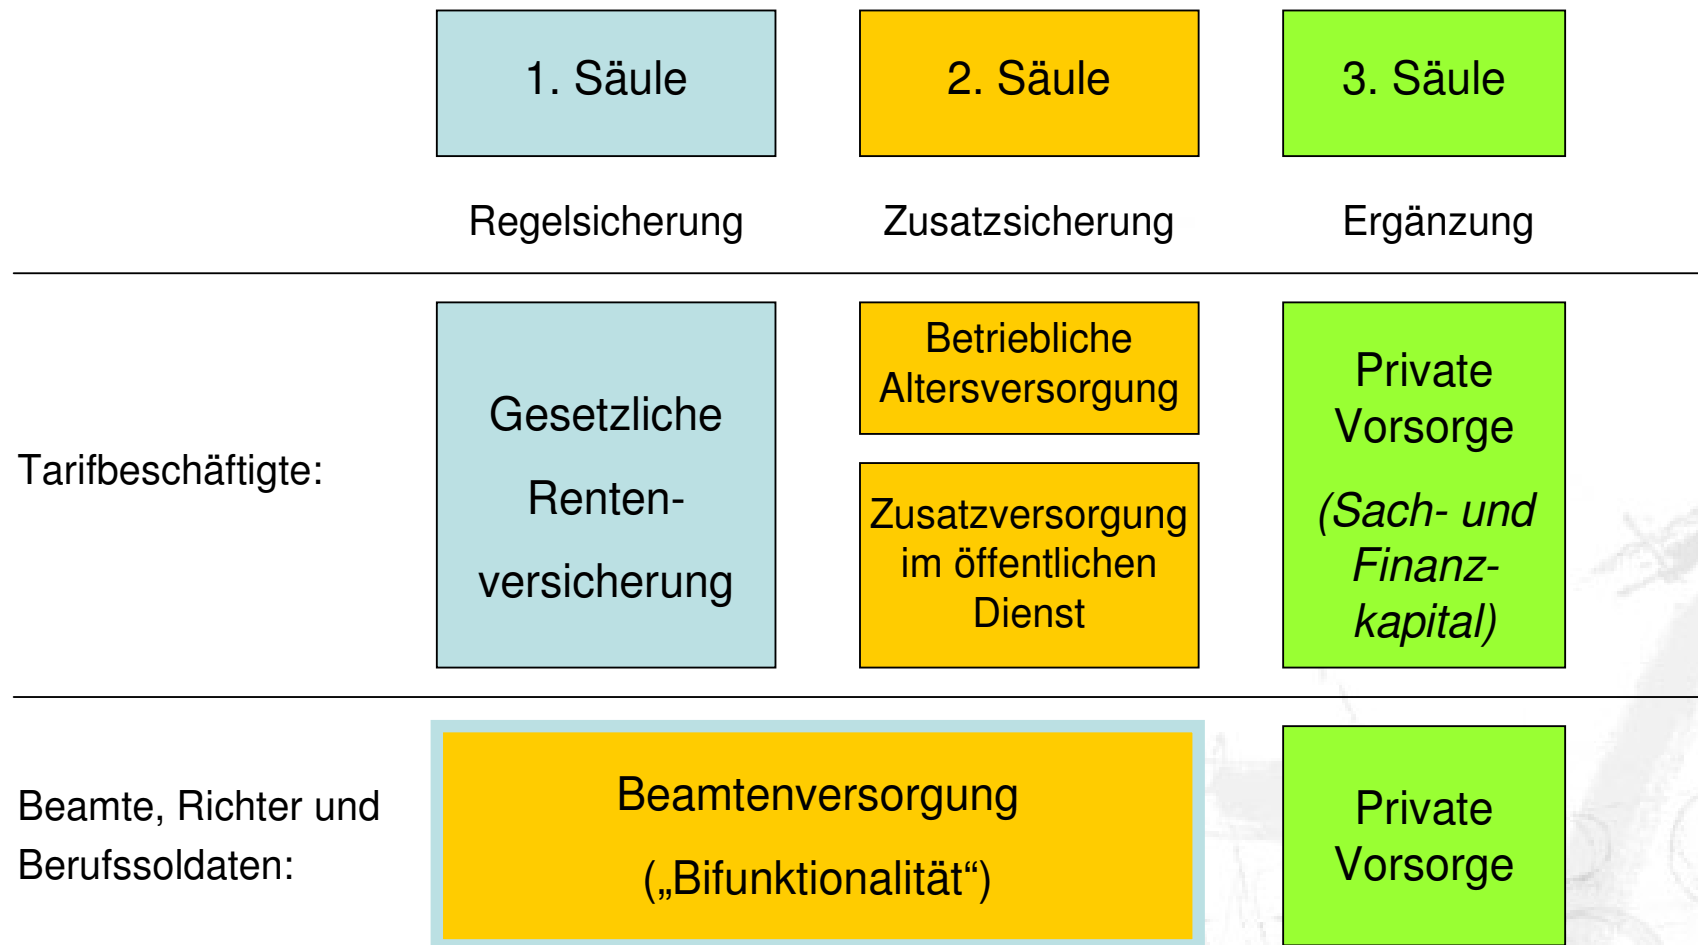 1. Säule
2. Säule
3. Säule
Regelsicherung
Zusatzsicherung
Ergänzung
Tarifbeschäftigte:
Gesetzliche
Renten-
versicherung
Betriebliche
Altersversorgung
Zusatzversorgung
im öffentlichen
Dienst
Private
Vorsorge
(Sach- und
Finanz-
kapital)
Beamte, Richter und
Berufssoldaten:
Beamtenversorgung
(„Bifunktionalität“)
Private
Vorsorge